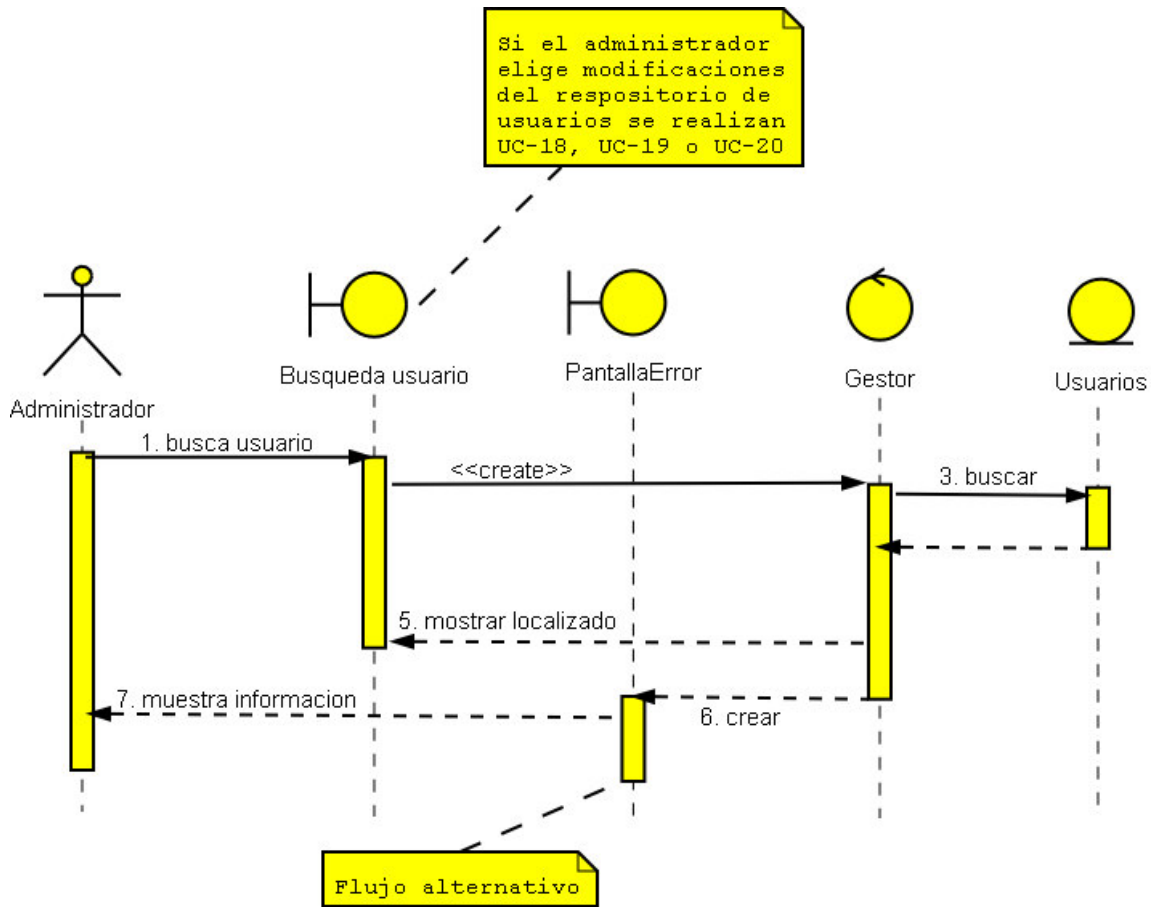 Si el administrador
elige modificaciones
del respositorio de
usuarios se realizan
UC-18, UC-19 o UC-20
Administrador
Busqueda usuario
PantallaError
Gestor
Usuarios
1. busca usuario
<<create>>
3. buscar
5. mostrar localizado
6. crear
7. muestra informacion
Flujo alternativo